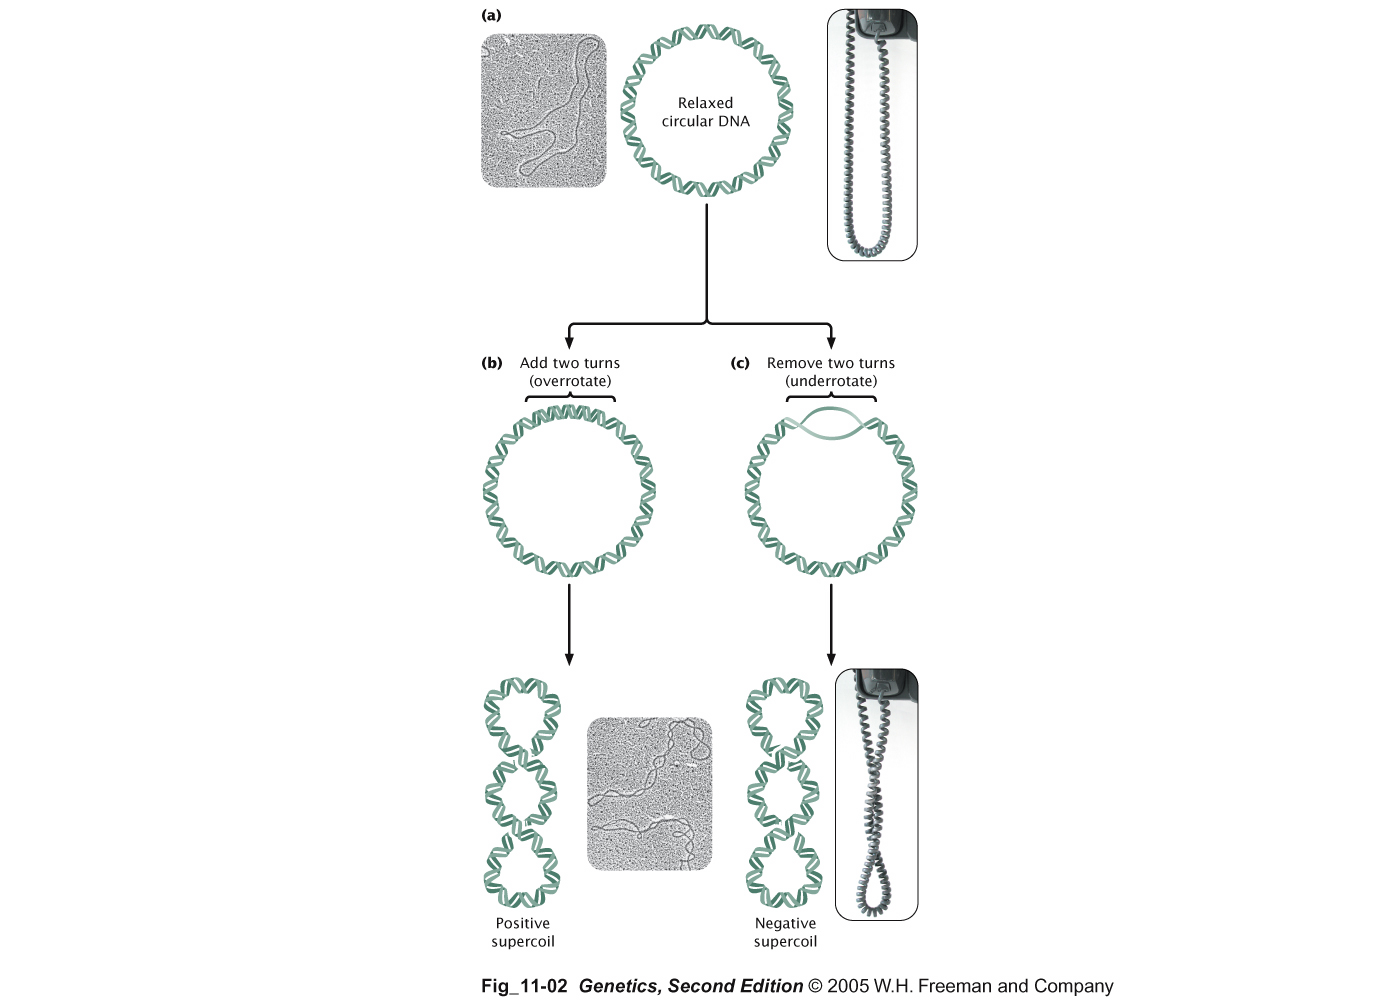 (a)
Relaxed
circular DNA
(b) Add two turns
(overrotate)
(c) Remove two turns
(underrotate)
Positive
supercoil
Negative
supercoil
Fig_11-02 Genetics, Second Edition © 2005 W.H. Freeman and Company